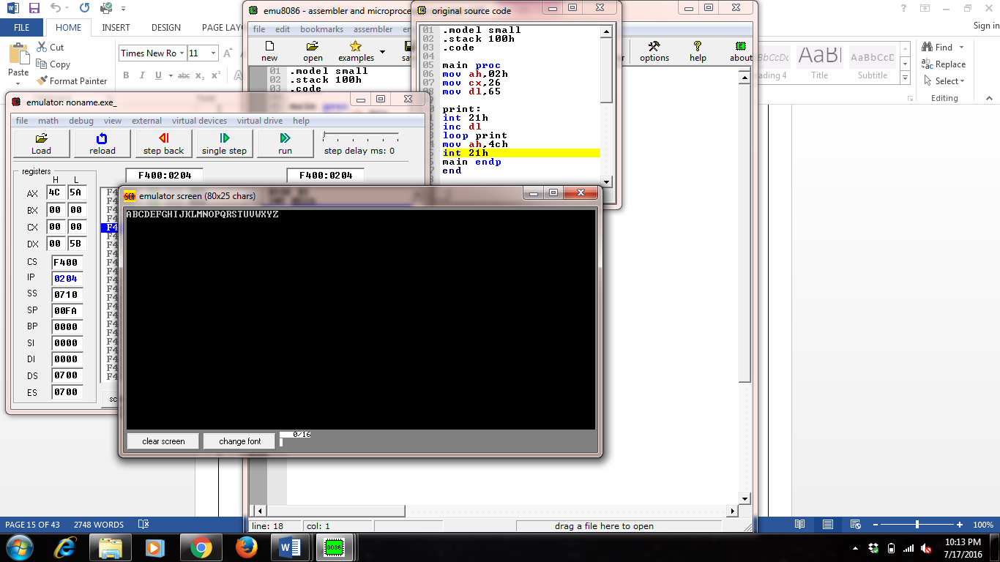 FILE HOME INSERT DESIGN PAGE LAY
Cut
Copy
Format Painter
Paste
Times New Ro 11
B I U abc x₂ x² A
emu8086 - assembler and microproce
file edit bookmarks assembler
new open examples options help about
01 .model small
02 .stack 100h
03 .code
original source code
01 .model small
02 .stack 100h
03 .code
04
05 main proc
06 mov ah,02h
07 mov cx,26
08 mov dl,65
print:
int 21h
inc dl
loop print
mov ah,4ch
int 21h
main endp
end
Sign in
Title
Subtitle
AaB
AaBbCcD
Find
Replace
Select
Editing
emulator: noname.exe_
file math debug view external virtual devices virtual drive help
Load reload step back single step run step delay ms: 0
registers
F400:0204 F400:0204
H L
AX 4C 5A
BX 00 00
CX 00 00
DX 00 5B
CS F400
IP 0204
SS 0710
SP 00FA
BP 0000
SI 0000
DI 0000
DS 0700
ES 0700
emulator screen (80x25 chars)
ABCDEFGHIJKLMNOPQRSTUVWXYZ
clear screen change font 0/16
line: 18 col: 1 drag a file here to open
PAGE 15 OF 43 2748 WORDS 100%
8086
10:13 PM
7/17/2016